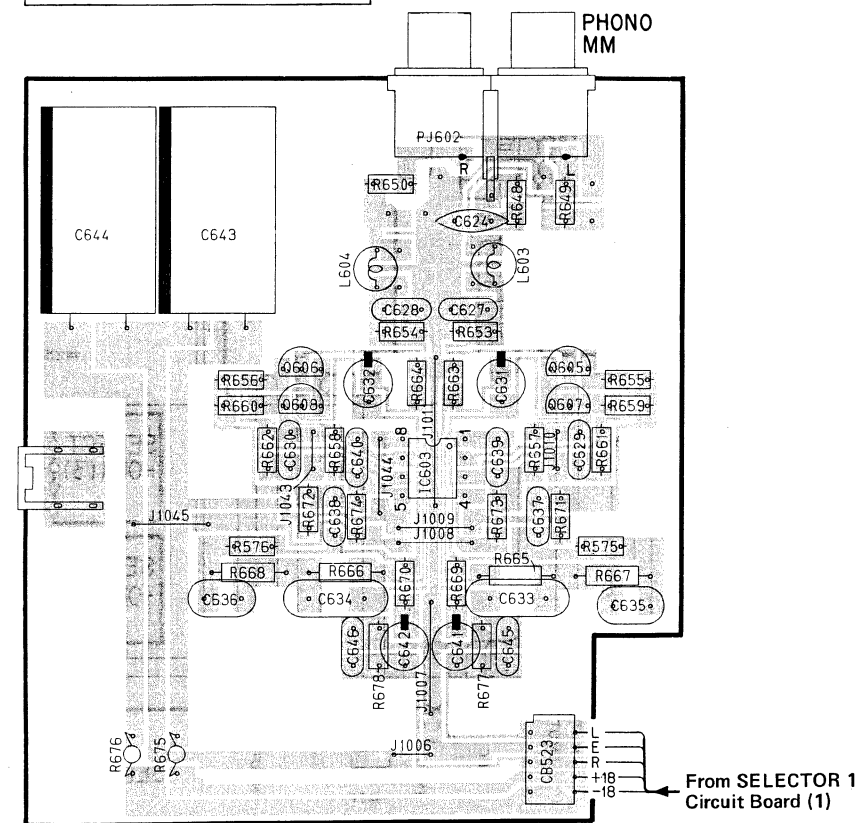 PHONO
MM
PJ602
R
L
R650
C624
R648
R649
C644
C643
L604
L603
C628
C627
R654
R653
R656
Q606
C632
R664
R663
C631
Q605
R655
R660
Q608
J1011
Q607
R659
R662
C630
R658
C640
J1044
8
1
IC603
C639
R657
J1010
C629
R661
J1043
R672
C638
R674
5
4
R673
C637
R671
J1045
J1009
J1008
R576
R575
R668
R666
R670
R669
R665
R667
C636
C634
C633
C635
C646
R678
C642
C641
R677
C645
J1007
R676
R675
J1006
CB523
L
E
R
+18
-18
From SELECTOR 1
Circuit Board (1)